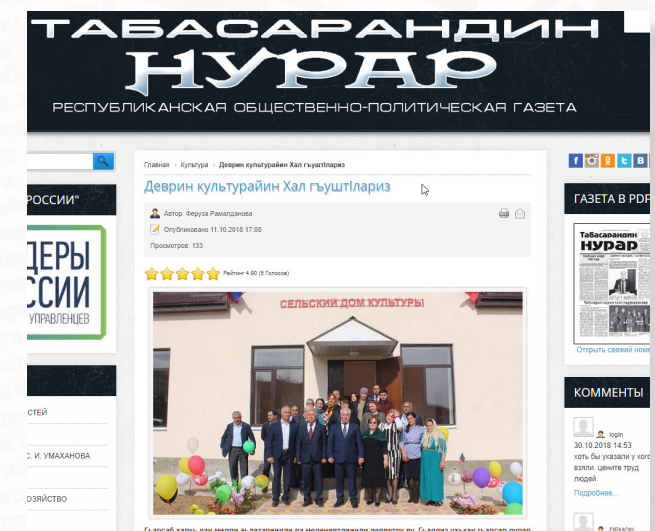 ТАБАСАРАНДИН
НУРАР
РЕСПУБЛИКАНСКАЯ ОБЩЕСТВЕННО-ПОЛИТИЧЕСКАЯ ГАЗЕТА
Главная › Культура › Деврин культурайин Хал гъуштIлариз
Деврин культурайин Хал гъуштIлариз
Автор: Феруза Рамалданова
Опубликовано 11.10.2018 17:08
Просмотров: 133
Рейтинг 4.90 (5 Голосов)
СЕЛЬСКИЙ ДОМ КУЛЬТУРЫ
РОССИИ"
ДЕРЫ
ССИИ
УПРАВЛЕНЦЕВ
СТЕЙ
С. И. УМАХАНОВА
ОЗЯЙСТВО
ГАЗЕТА В PDF
Табасарандин
НУРАР
Открыть свежий номе
КОММЕНТЫ
login
30.10.2018 14:53
хоть бы указали у ког
взяли. цените труд
людей
Подробнее...
DEMON